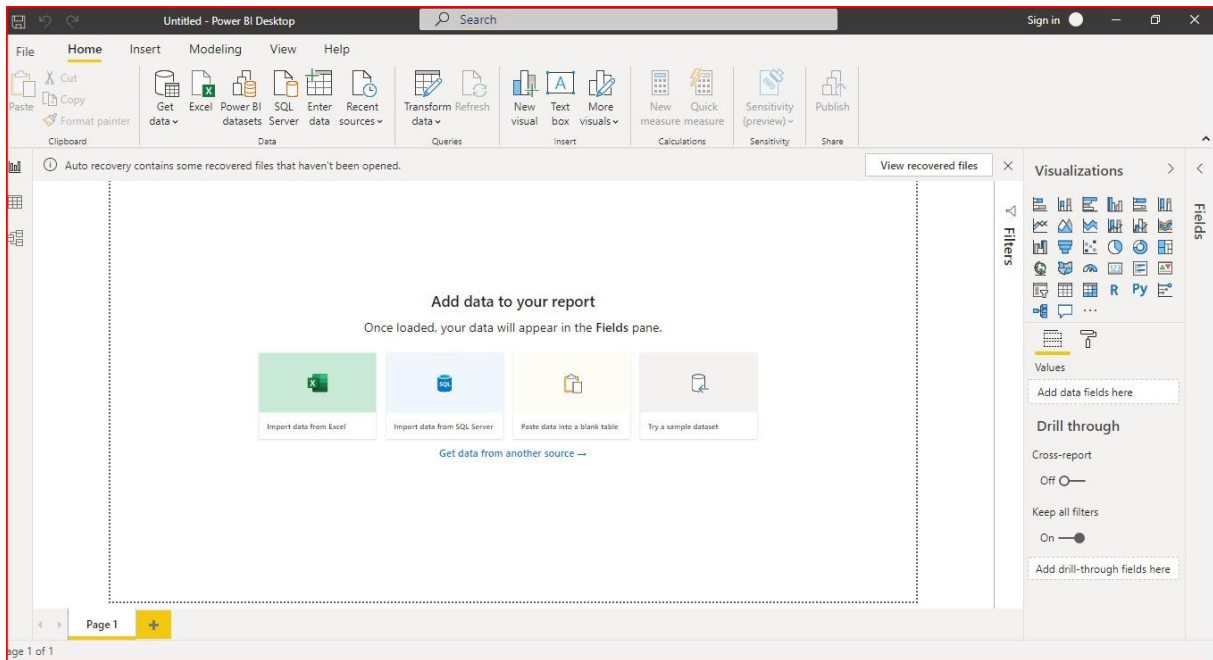 Untitled - Power BI Desktop
Search
Sign in
File Home Insert Modeling View Help
Paste
Cut
Copy
Format painter
Clipboard
Get data
Excel
Power BI datasets
SQL Server
Enter data
Recent sources
Data
Transform data
Refresh
Queries
New visual
Text box
More visuals
Insert
New measure
Quick measure
Calculations
Sensitivity (preview)
Sensitivity
Publish
Share
Auto recovery contains some recovered files that haven't been opened.
View recovered files
Filters
Visualizations
Fields
R Py
123
Values
Add data fields here
Drill through
Cross-report
Off
Keep all filters
On
Add drill-through fields here
Add data to your report
Once loaded, your data will appear in the Fields pane.
SQL
Import data from Excel
Import data from SQL Server
Paste data into a blank table
Try a sample dataset
Get data from another source →
Page 1
age 1 of 1